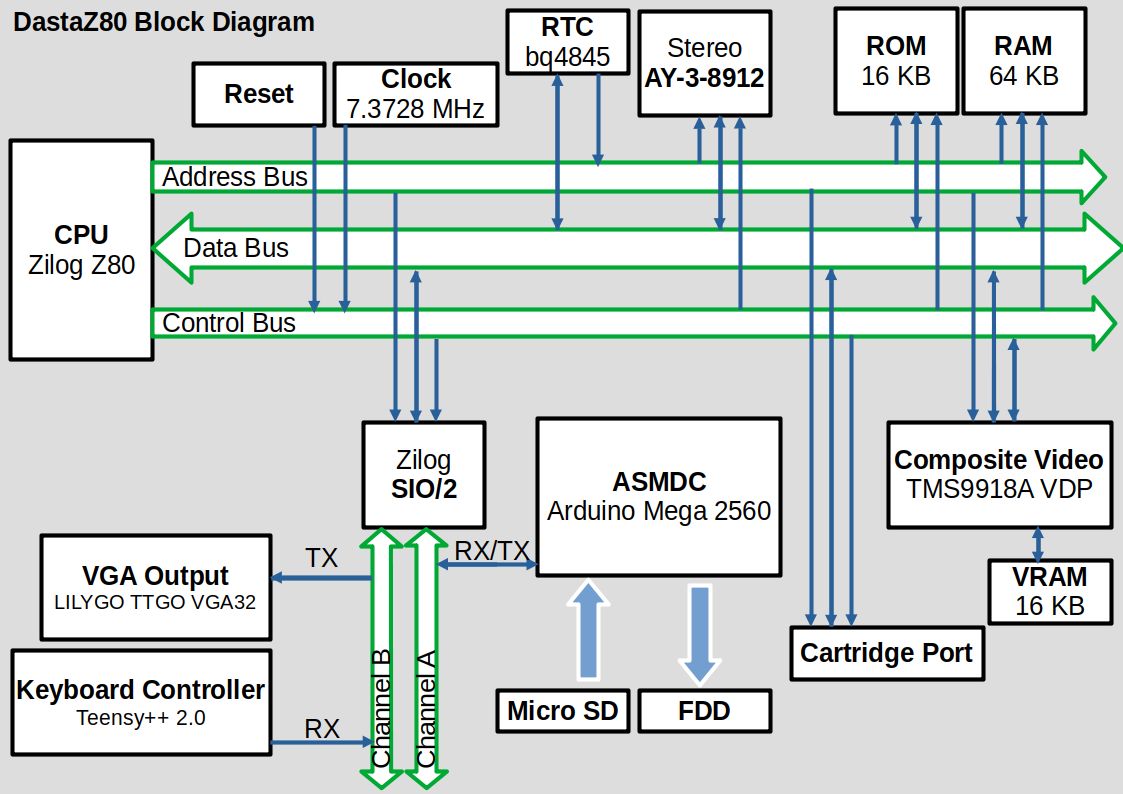 DastaZ80 Block Diagram
RTC
bq4845
Stereo
AY-3-8912
ROM
16 KB
RAM
64 KB
Reset
Clock
7.3728 MHz
CPU
Zilog Z80
Address Bus
Data Bus
Control Bus
Zilog
SIO/2
ASMDC
Arduino Mega 2560
Composite Video
TMS9918A VDP
VRAM
16 KB
TX
RX/TX
VGA Output
LILYGO TTGO VGA32
Keyboard Controller
Teensy++ 2.0
RX
Channel B
Channel A
Micro SD
FDD
Cartridge Port